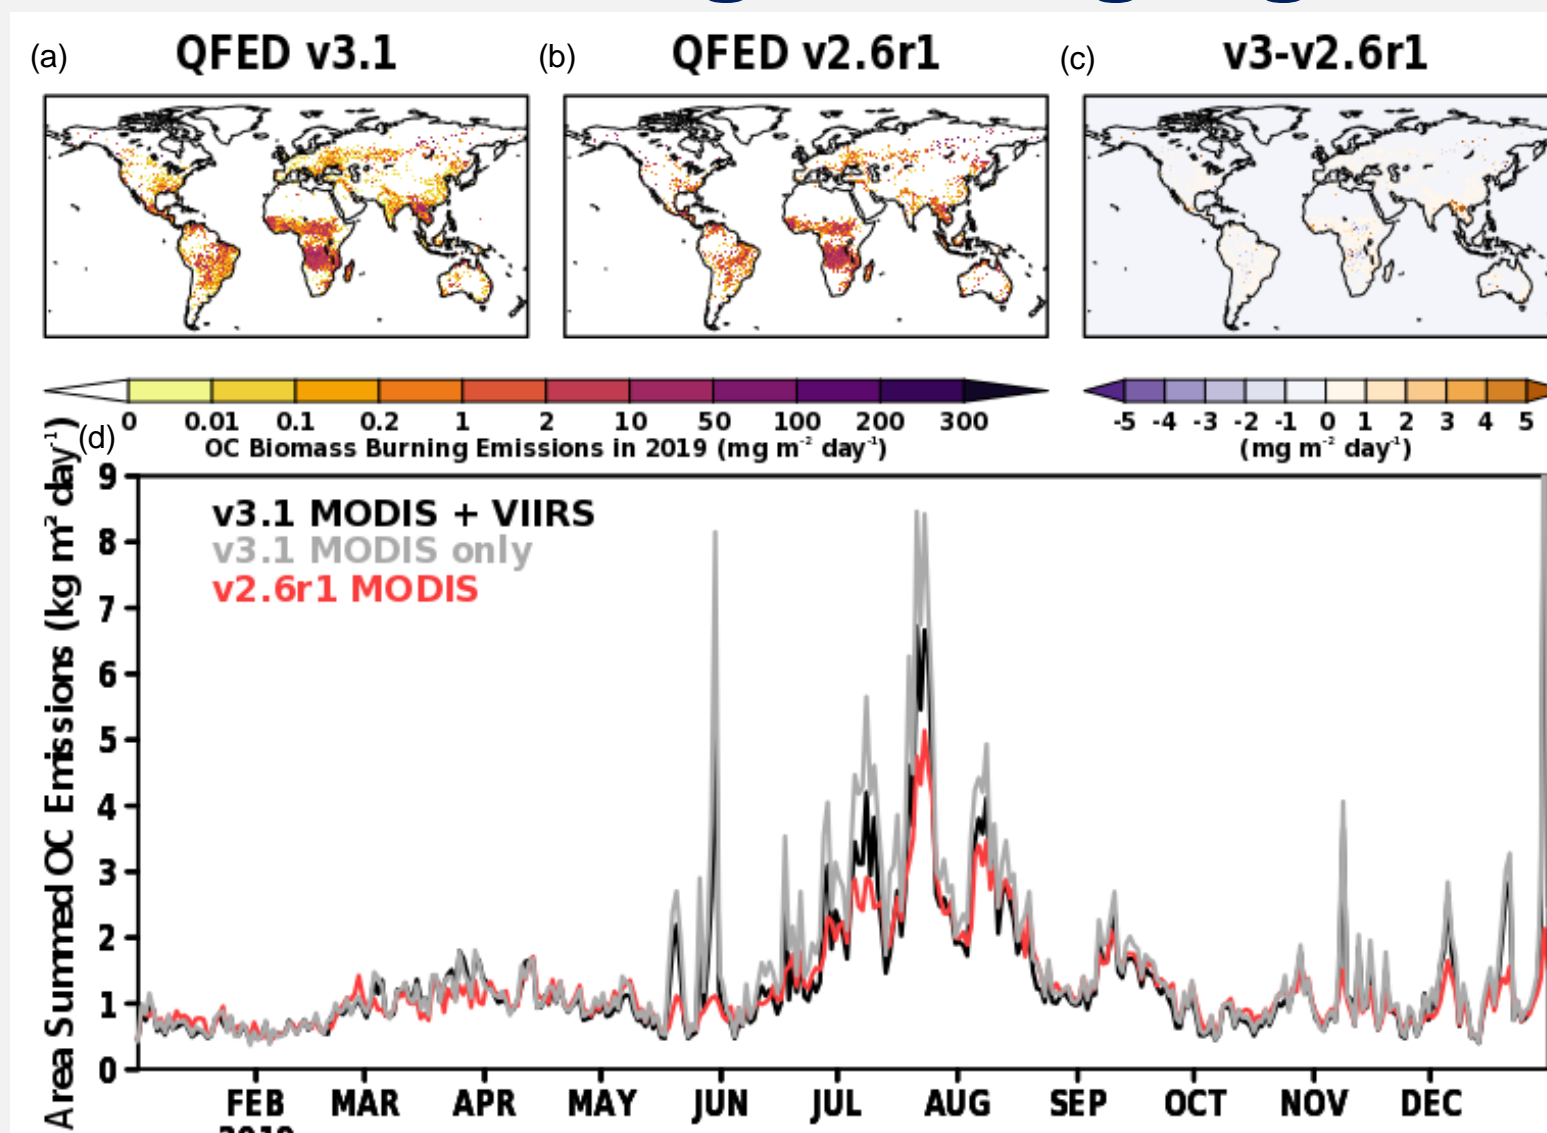 (a) QFED v3.1 (b) QFED v2.6r1 (c) v3-v2.6r1
0 0.01 0.1 0.2 1 2 10 50 100 200 300
-5 -4 -3 -2 -1 0 1 2 3 4 5
OC Biomass Burning Emissions in 2019 (mg m⁻² day⁻¹)
(mg m⁻² day⁻¹)
(d)
Area Summed OC Emissions (kg m² day⁻¹)
9
8
7
6
5
4
3
2
1
0
v3.1 MODIS + VIIRS
v3.1 MODIS only
v2.6r1 MODIS
FEB MAR APR MAY JUN JUL AUG SEP OCT NOV DEC
2019